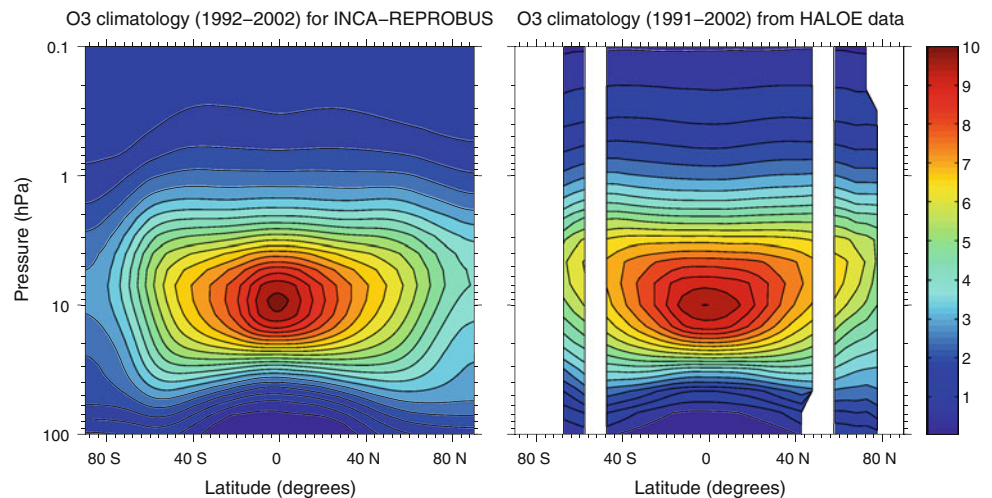 O3 climatology (1992–2002) for INCA–REPROBUS
O3 climatology (1991–2002) from HALOE data
Pressure (hPa)
0.1
1
10
100
80 S
40 S
0
40 N
80 N
Latitude (degrees)
80 S
40 S
0
40 N
80 N
Latitude (degrees)
10
9
8
7
6
5
4
3
2
1